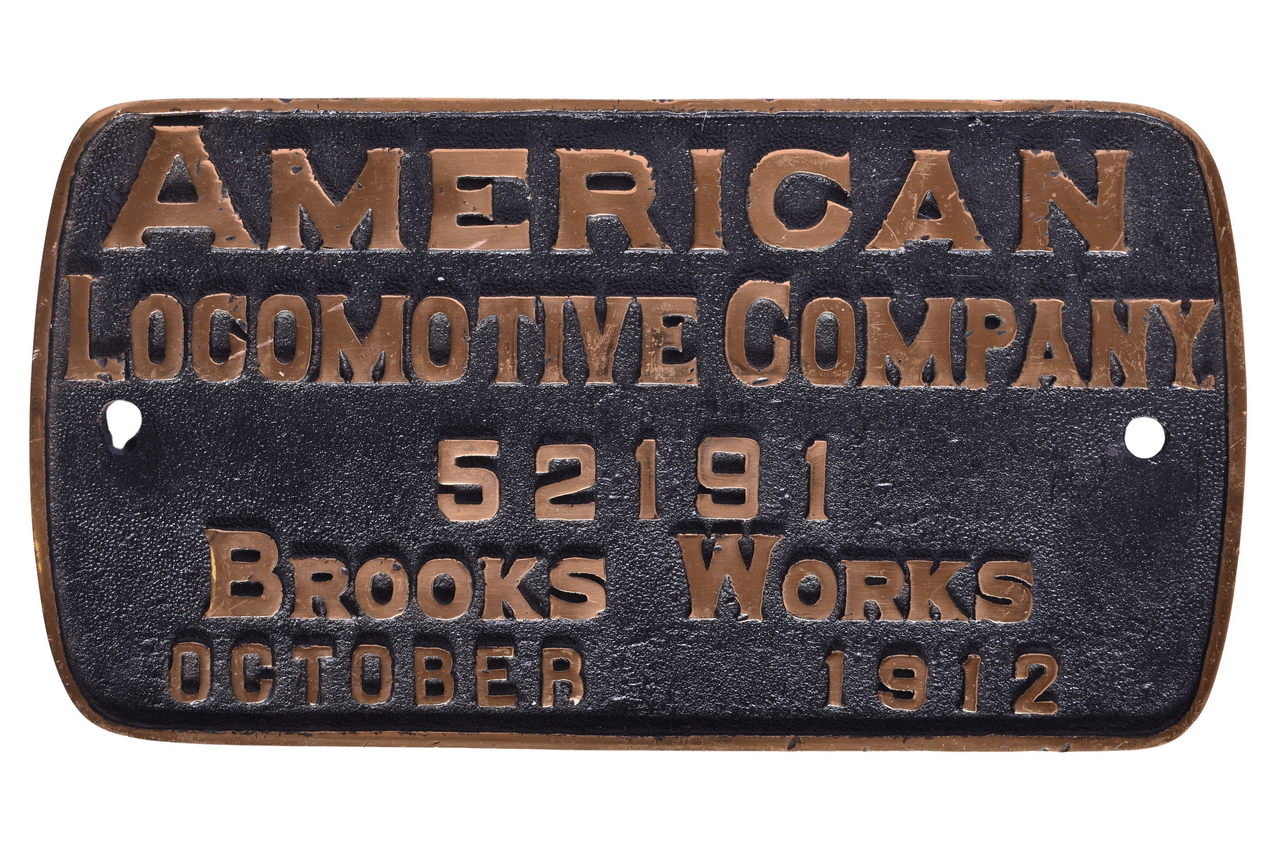 AMERICAN
LOCOMOTIVE COMPANY.
52191
BROOKS WORKS
OCTOBER 1912